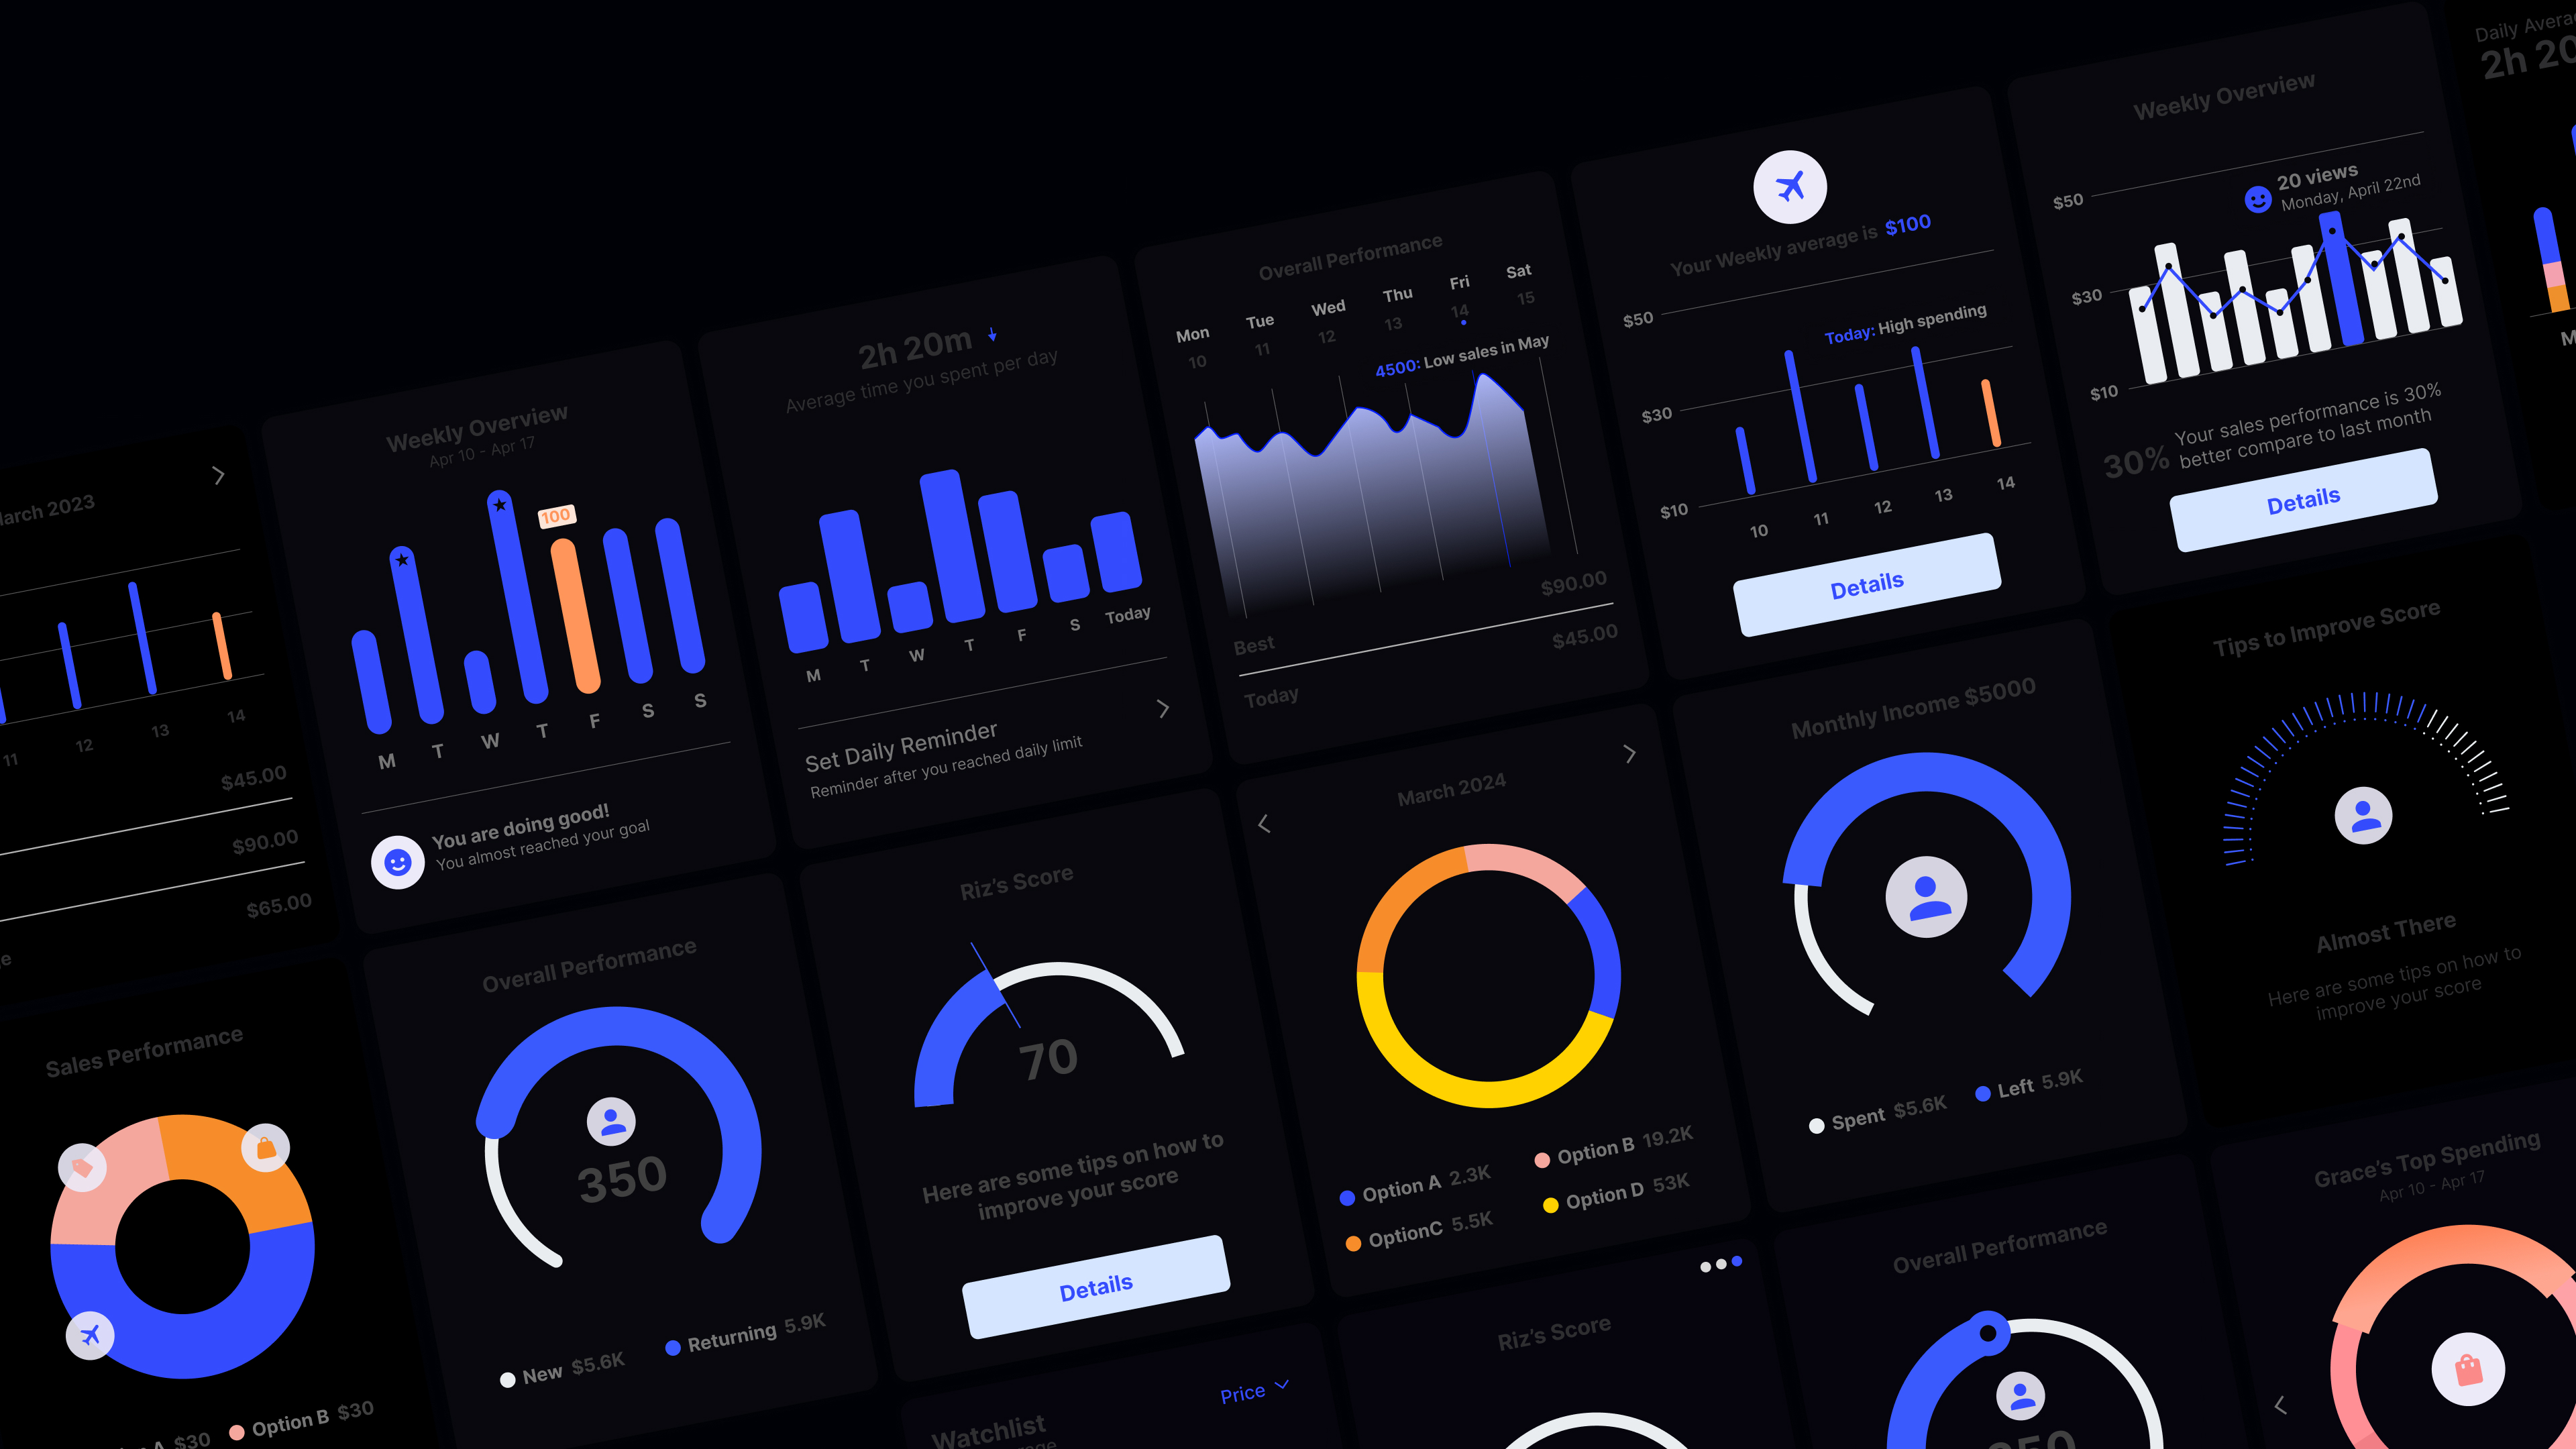 March 2023
11 12 13 14
$45.00
$90.00
$65.00
Weekly Overview
Apr 10 - Apr 17
100
M T W T F S S
You are doing good!
You almost reached your goal
2h 20m
Average time you spent per day
M T W T F S Today
Set Daily Reminder
Reminder after you reached daily limit
Overall Performance
Mon Tue Wed Thu Fri Sat
10 11 12 13 14 15
4500: Low sales in May
Best $90.00
Today $45.00
Your Weekly average is $100
$50
Today: High spending
$30
$10
10 11 12 13 14
Details
Weekly Overview
$50
20 views
Monday, April 22nd
$30
$10
30%
Your sales performance is 30%
better compare to last month
Details
2h 20
Sales Performance
$30
Option B $30
Overall Performance
350
New $5.6K
Returning 5.9K
Riz's Score
70
Here are some tips on how to
improve your score
Details
March 2024
Option A 2.3K
Option B 19.2K
OptionC 5.5K
Option D 53K
Monthly Income $5000
Spent $5.6K
Left 5.9K
Tips to Improve Score
Almost There
Here are some tips on how to
improve your score
Watchlist
Price
Riz's Score
Overall Performance
Grace's Top Spending
Apr 10 - Apr 17